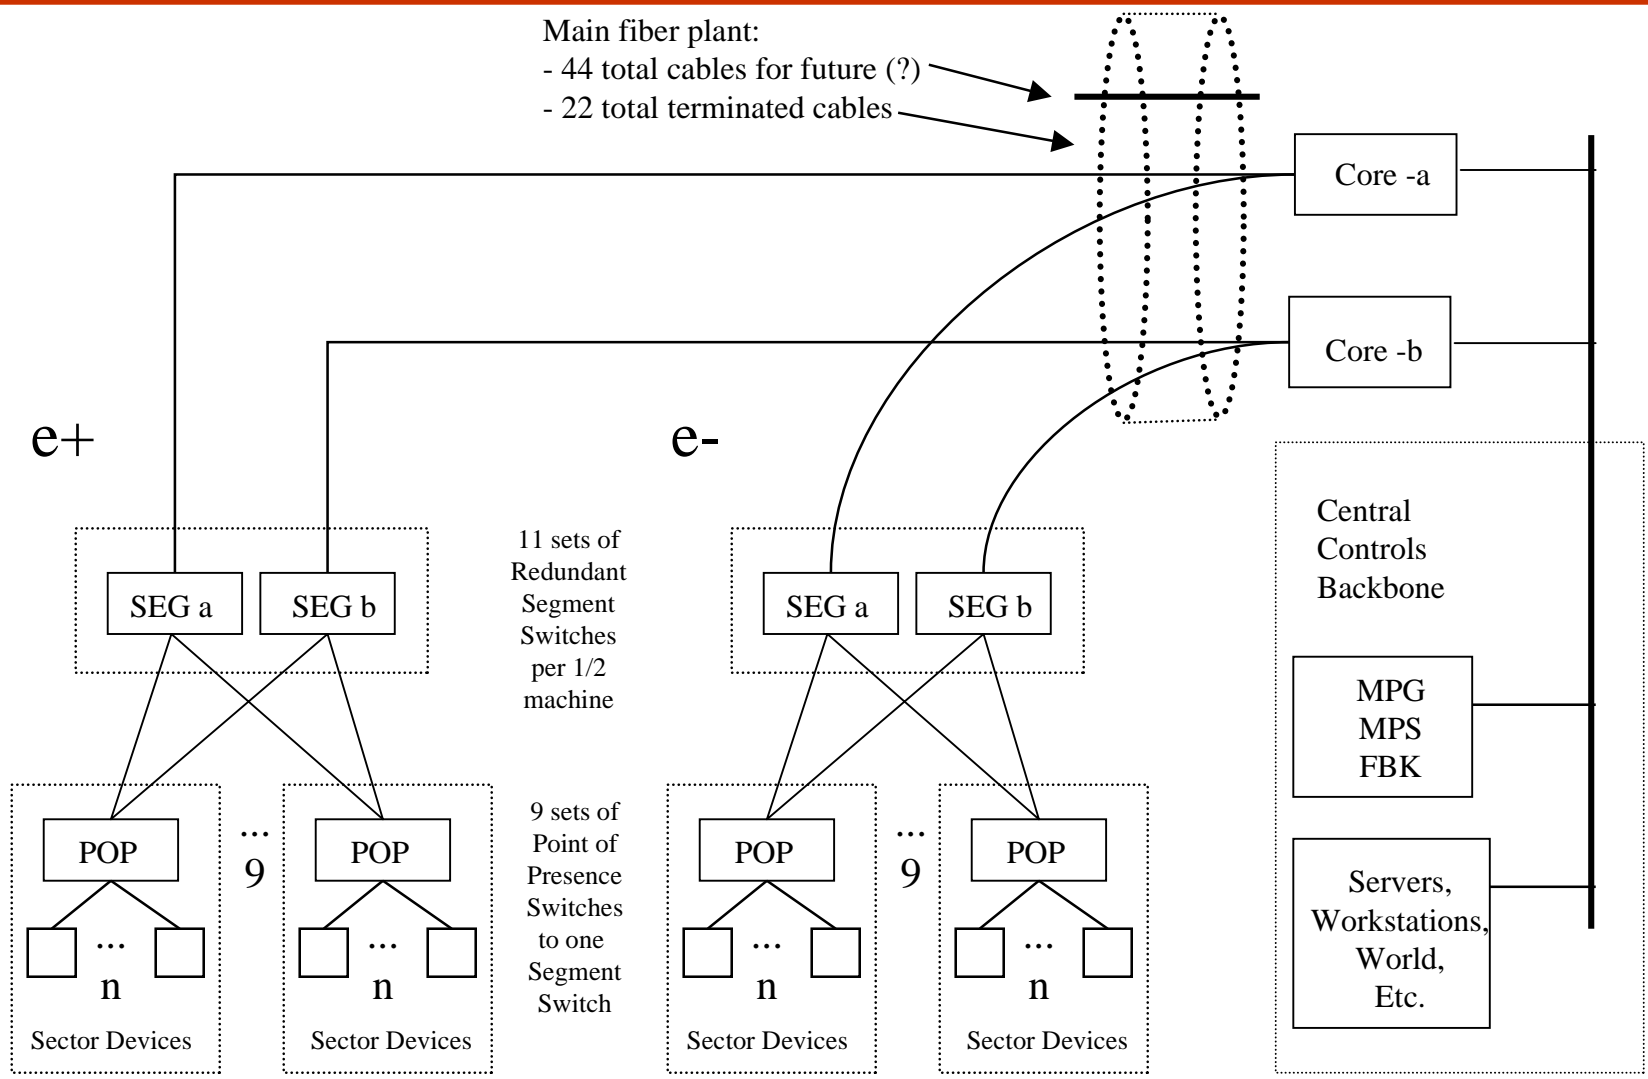 Main fiber plant:
- 44 total cables for future (?)
- 22 total terminated cables
Core -a
Core -b
e+
e-
Central
Controls
Backbone
11 sets of
Redundant
Segment
Switches
per 1/2
machine
SEG a
SEG b
SEG a
SEG b
MPG
MPS
FBK
9 sets of
Point of
Presence
Switches
to one
Segment
Switch
POP
...
9
POP
POP
...
9
POP
Servers,
Workstations,
World,
Etc.
...
n
...
n
...
n
...
n
Sector Devices
Sector Devices
Sector Devices
Sector Devices